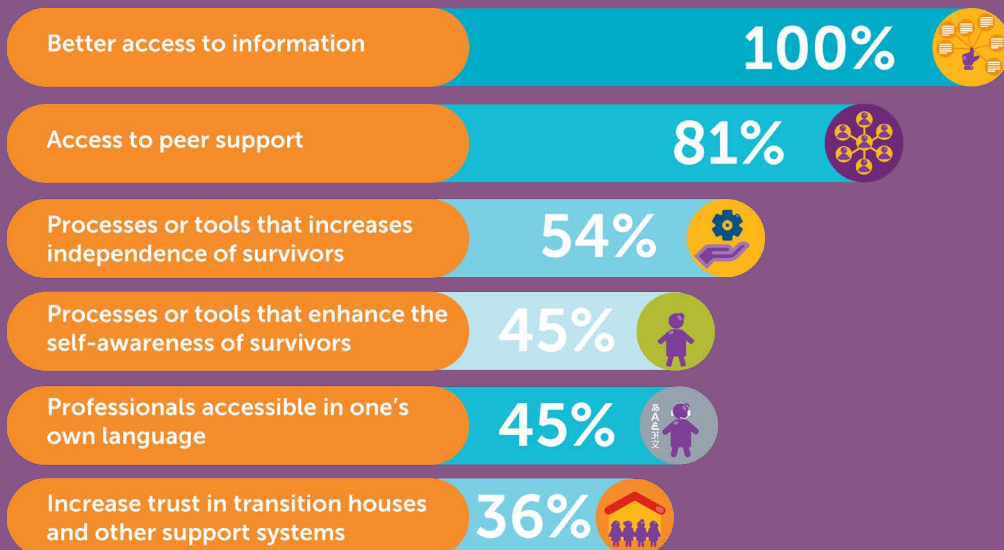 Better access to information
100%
Access to peer support
81%
Processes or tools that increases
independence of survivors
54%
Processes or tools that enhance the
self-awareness of survivors
45%
Professionals accessible in one's
own language
45%
あ
A
ع
अ
文
Increase trust in transition houses
and other support systems
36%